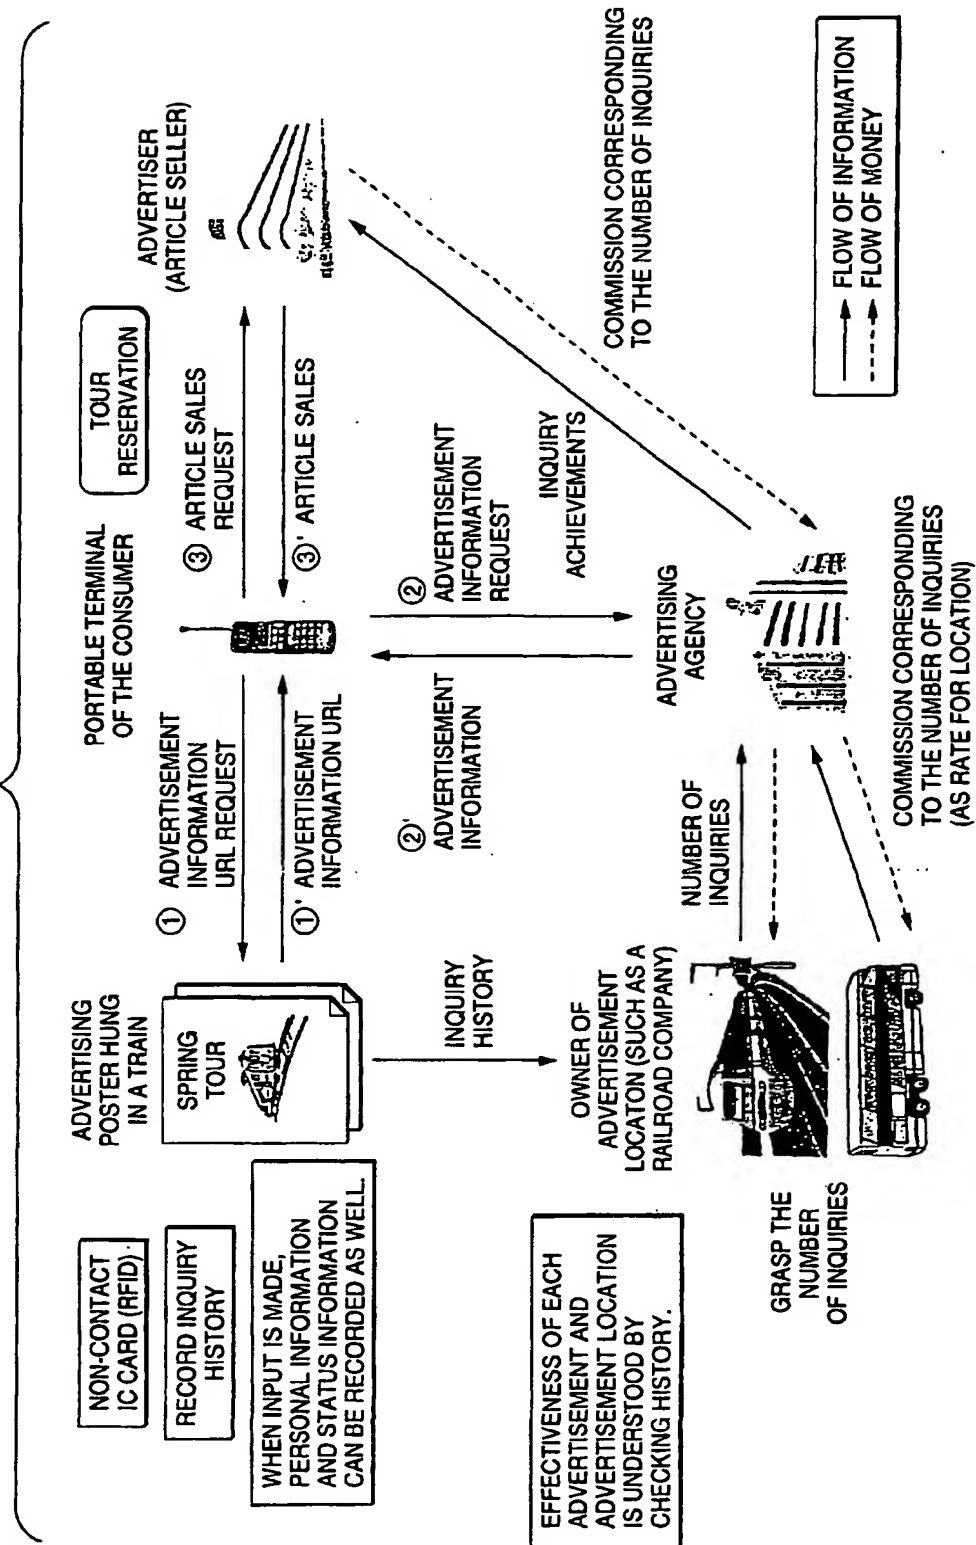 NON-CONTACT
IC CARD (RFID)
RECORD INQUIRY
HISTORY
WHEN INPUT IS MADE,
PERSONAL INFORMATION
AND STATUS INFORMATION
CAN BE RECORDED AS WELL.
ADVERTISING
POSTER HUNG
IN A TRAIN
SPRING
TOUR
① ADVERTISEMENT
INFORMATION
URL REQUEST
①' ADVERTISEMENT
INFORMATION URL
PORTABLE TERMINAL
OF THE CONSUMER
③ ARTICLE SALES
REQUEST
③' ARTICLE SALES
TOUR
RESERVATION
ADVERTISER
(ARTICLE SELLER)
INQUIRY
HISTORY
②' ADVERTISEMENT
INFORMATION
② ADVERTISEMENT
INFORMATION
REQUEST
INQUIRY
ACHIEVEMENTS
COMMISSION CORRESPONDING
TO THE NUMBER OF INQUIRIES
EFFECTIVENESS OF EACH
ADVERTISEMENT AND
ADVERTISEMENT LOCATION
IS UNDERSTOOD BY
CHECKING HISTORY.
OWNER OF
ADVERTISEMENT
LOCATON (SUCH AS A
RAILROAD COMPANY)
GRASP THE
NUMBER
OF INQUIRIES
NUMBER OF
INQUIRIES
ADVERTISING
AGENCY
COMMISSION CORRESPONDING
TO THE NUMBER OF INQUIRIES
(AS RATE FOR LOCATION)
FLOW OF INFORMATION
FLOW OF MONEY